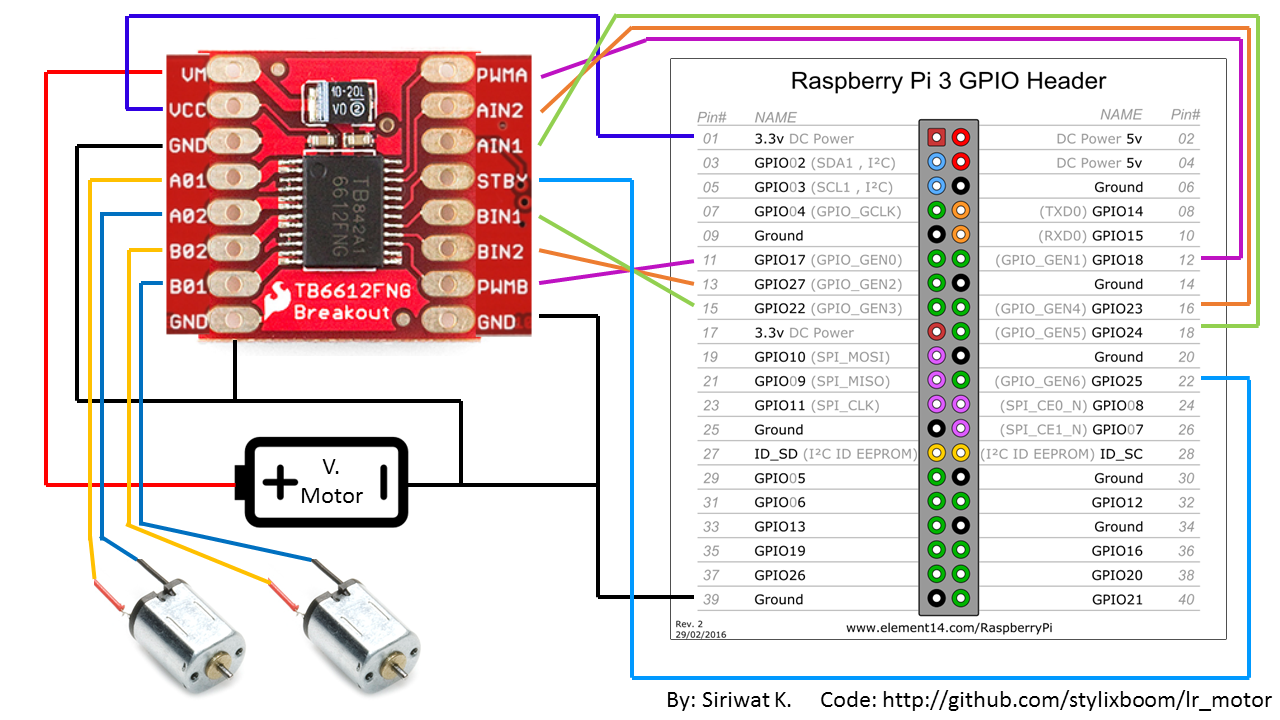 VM
VCC
GND
A01
A02
B02
B01
GND
10-20L
V0 2
TB842A1
6612FNG
TB6612FNG
Breakout
PWMA
AIN2
AIN1
STBY
BIN1
BIN2
PWMB
GND
V.
Motor
Raspberry Pi 3 GPIO Header
Pin# NAME NAME Pin#
01 3.3v DC Power DC Power 5v 02
03 GPIO02 (SDA1 , I²C) DC Power 5v 04
05 GPIO03 (SCL1 , I²C) Ground 06
07 GPIO04 (GPIO_GCLK) (TXD0) GPIO14 08
09 Ground (RXD0) GPIO15 10
11 GPIO17 (GPIO_GEN0) (GPIO_GEN1) GPIO18 12
13 GPIO27 (GPIO_GEN2) Ground 14
15 GPIO22 (GPIO_GEN3) (GPIO_GEN4) GPIO23 16
17 3.3v DC Power (GPIO_GEN5) GPIO24 18
19 GPIO10 (SPI_MOSI) Ground 20
21 GPIO09 (SPI_MISO) (GPIO_GEN6) GPIO25 22
23 GPIO11 (SPI_CLK) (SPI_CE0_N) GPIO08 24
25 Ground (SPI_CE1_N) GPIO07 26
27 ID_SD (I²C ID EEPROM) (I²C ID EEPROM) ID_SC 28
29 GPIO05 Ground 30
31 GPIO06 GPIO12 32
33 GPIO13 Ground 34
35 GPIO19 GPIO16 36
37 GPIO26 GPIO20 38
39 Ground GPIO21 40
Rev. 2
29/02/2016
www.element14.com/RaspberryPi
By: Siriwat K. Code: http://github.com/stylixboom/lr_motor